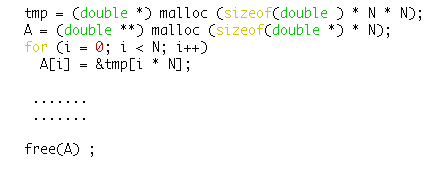 tmp = (double *) malloc (sizeof(double ) * N * N);
A = (double **) malloc (sizeof(double *) * N);
for (i = 0; i < N; i++)
A[i] = &tmp[i * N];
.......
.......
free(A) ;